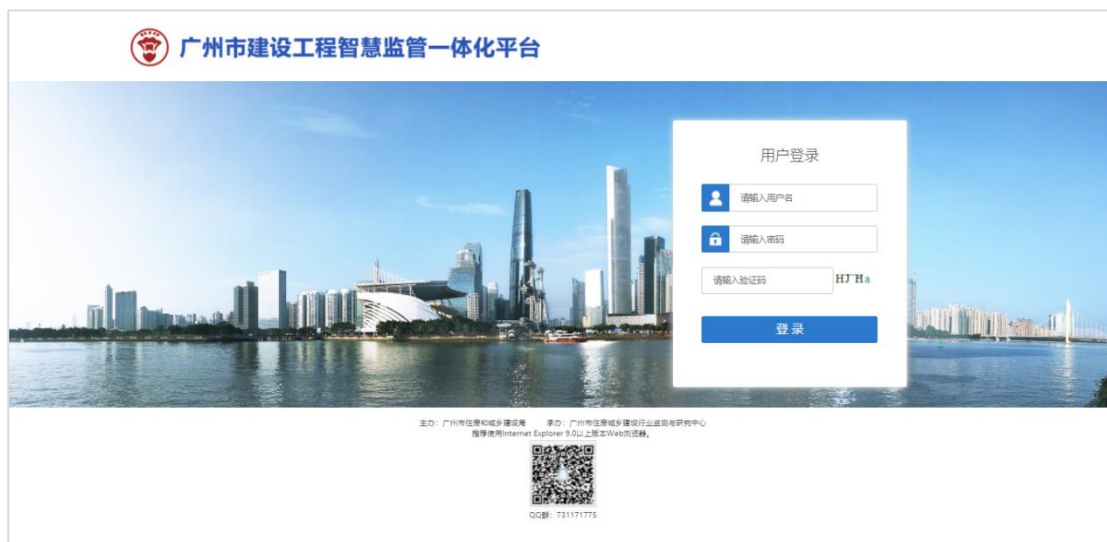 广州市建设工程智慧监管一体化平台
用户登录
请输入用户名
请输入密码
请输入验证码
登录
主办：广州市住房和城乡建设局 承办：广州市住房城乡建设行业监测与研究中心
推荐使用Internet Explorer 9.0以上版本Web浏览器。
QQ群：731171775